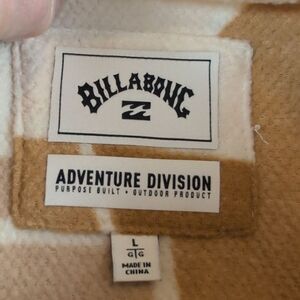 BILLABONG
ADVENTURE DIVISION
PURPOSE BUILT • OUTDOOR PRODUCT
L
G G
MADE IN
CHINA